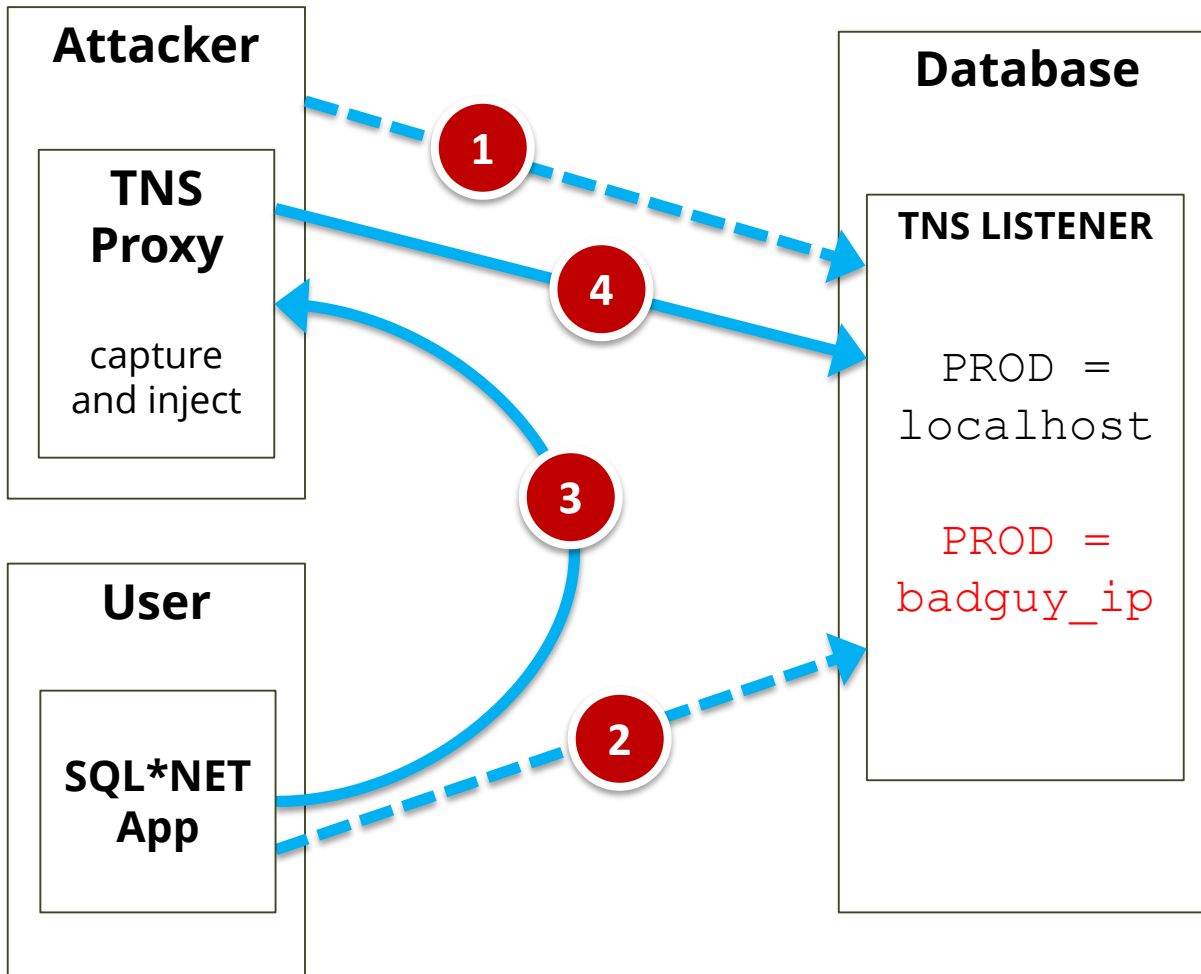 Attacker
TNS
Proxy
capture
and inject
User
SQL*NET
App
1
4
3
2
Database
TNS LISTENER
PROD =
localhost
PROD =
badguy_ip